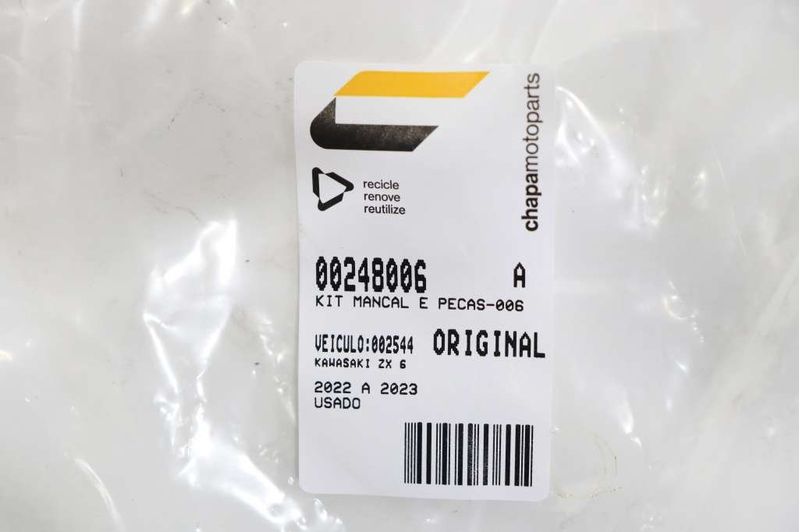 chapamotoparts
recicle
renove
reutilize
00248006 A
KIT MANCAL E PECAS-006
VEICULO:002544 ORIGINAL
KAWASAKI ZX 6
2022 A 2023
USADO